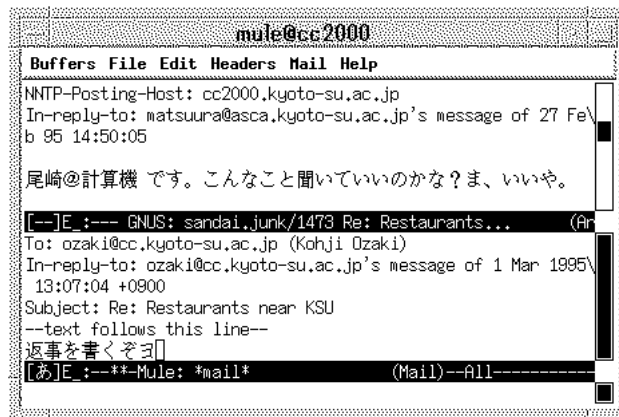 mule@cc2000
Buffers File Edit Headers Mail Help
NNTP-Posting-Host: cc2000.kyoto-su.ac.jp
In-reply-to: matsuura@asca.kyoto-su.ac.jp's message of 27 Fe\
b 95 14:50:05
尾崎@計算機 です。こんなこと聞いていいのかな？ま、いいや。
[--]E_:--- GNUS: sandai.junk/1473 Re: Restaurants... (Ar
To: ozaki@cc.kyoto-su.ac.jp (Kohji Ozaki)
In-reply-to: ozaki@cc.kyoto-su.ac.jp's message of 1 Mar 1995\
13:07:04 +0900
Subject: Re: Restaurants near KSU
--text follows this line--
返事を書くぞヨ
[あ]E_:--**-Mule: *mail* (Mail)--All-----------